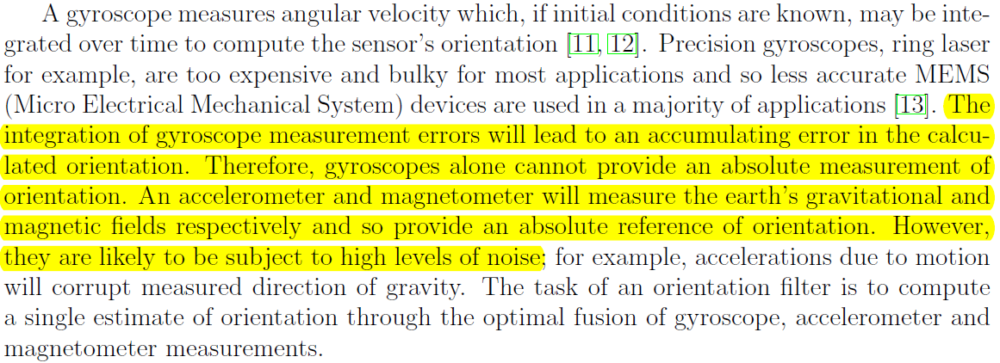 A gyroscope measures angular velocity which, if initial conditions are known, may be inte-
grated over time to compute the sensor's orientation [11, 12]. Precision gyroscopes, ring laser
for example, are too expensive and bulky for most applications and so less accurate MEMS
(Micro Electrical Mechanical System) devices are used in a majority of applications [13]. The
integration of gyroscope measurement errors will lead to an accumulating error in the calcu-
lated orientation. Therefore, gyroscopes alone cannot provide an absolute measurement of
orientation. An accelerometer and magnetometer will measure the earth's gravitational and
magnetic fields respectively and so provide an absolute reference of orientation. However,
they are likely to be subject to high levels of noise; for example, accelerations due to motion
will corrupt measured direction of gravity. The task of an orientation filter is to compute
a single estimate of orientation through the optimal fusion of gyroscope, accelerometer and
magnetometer measurements.